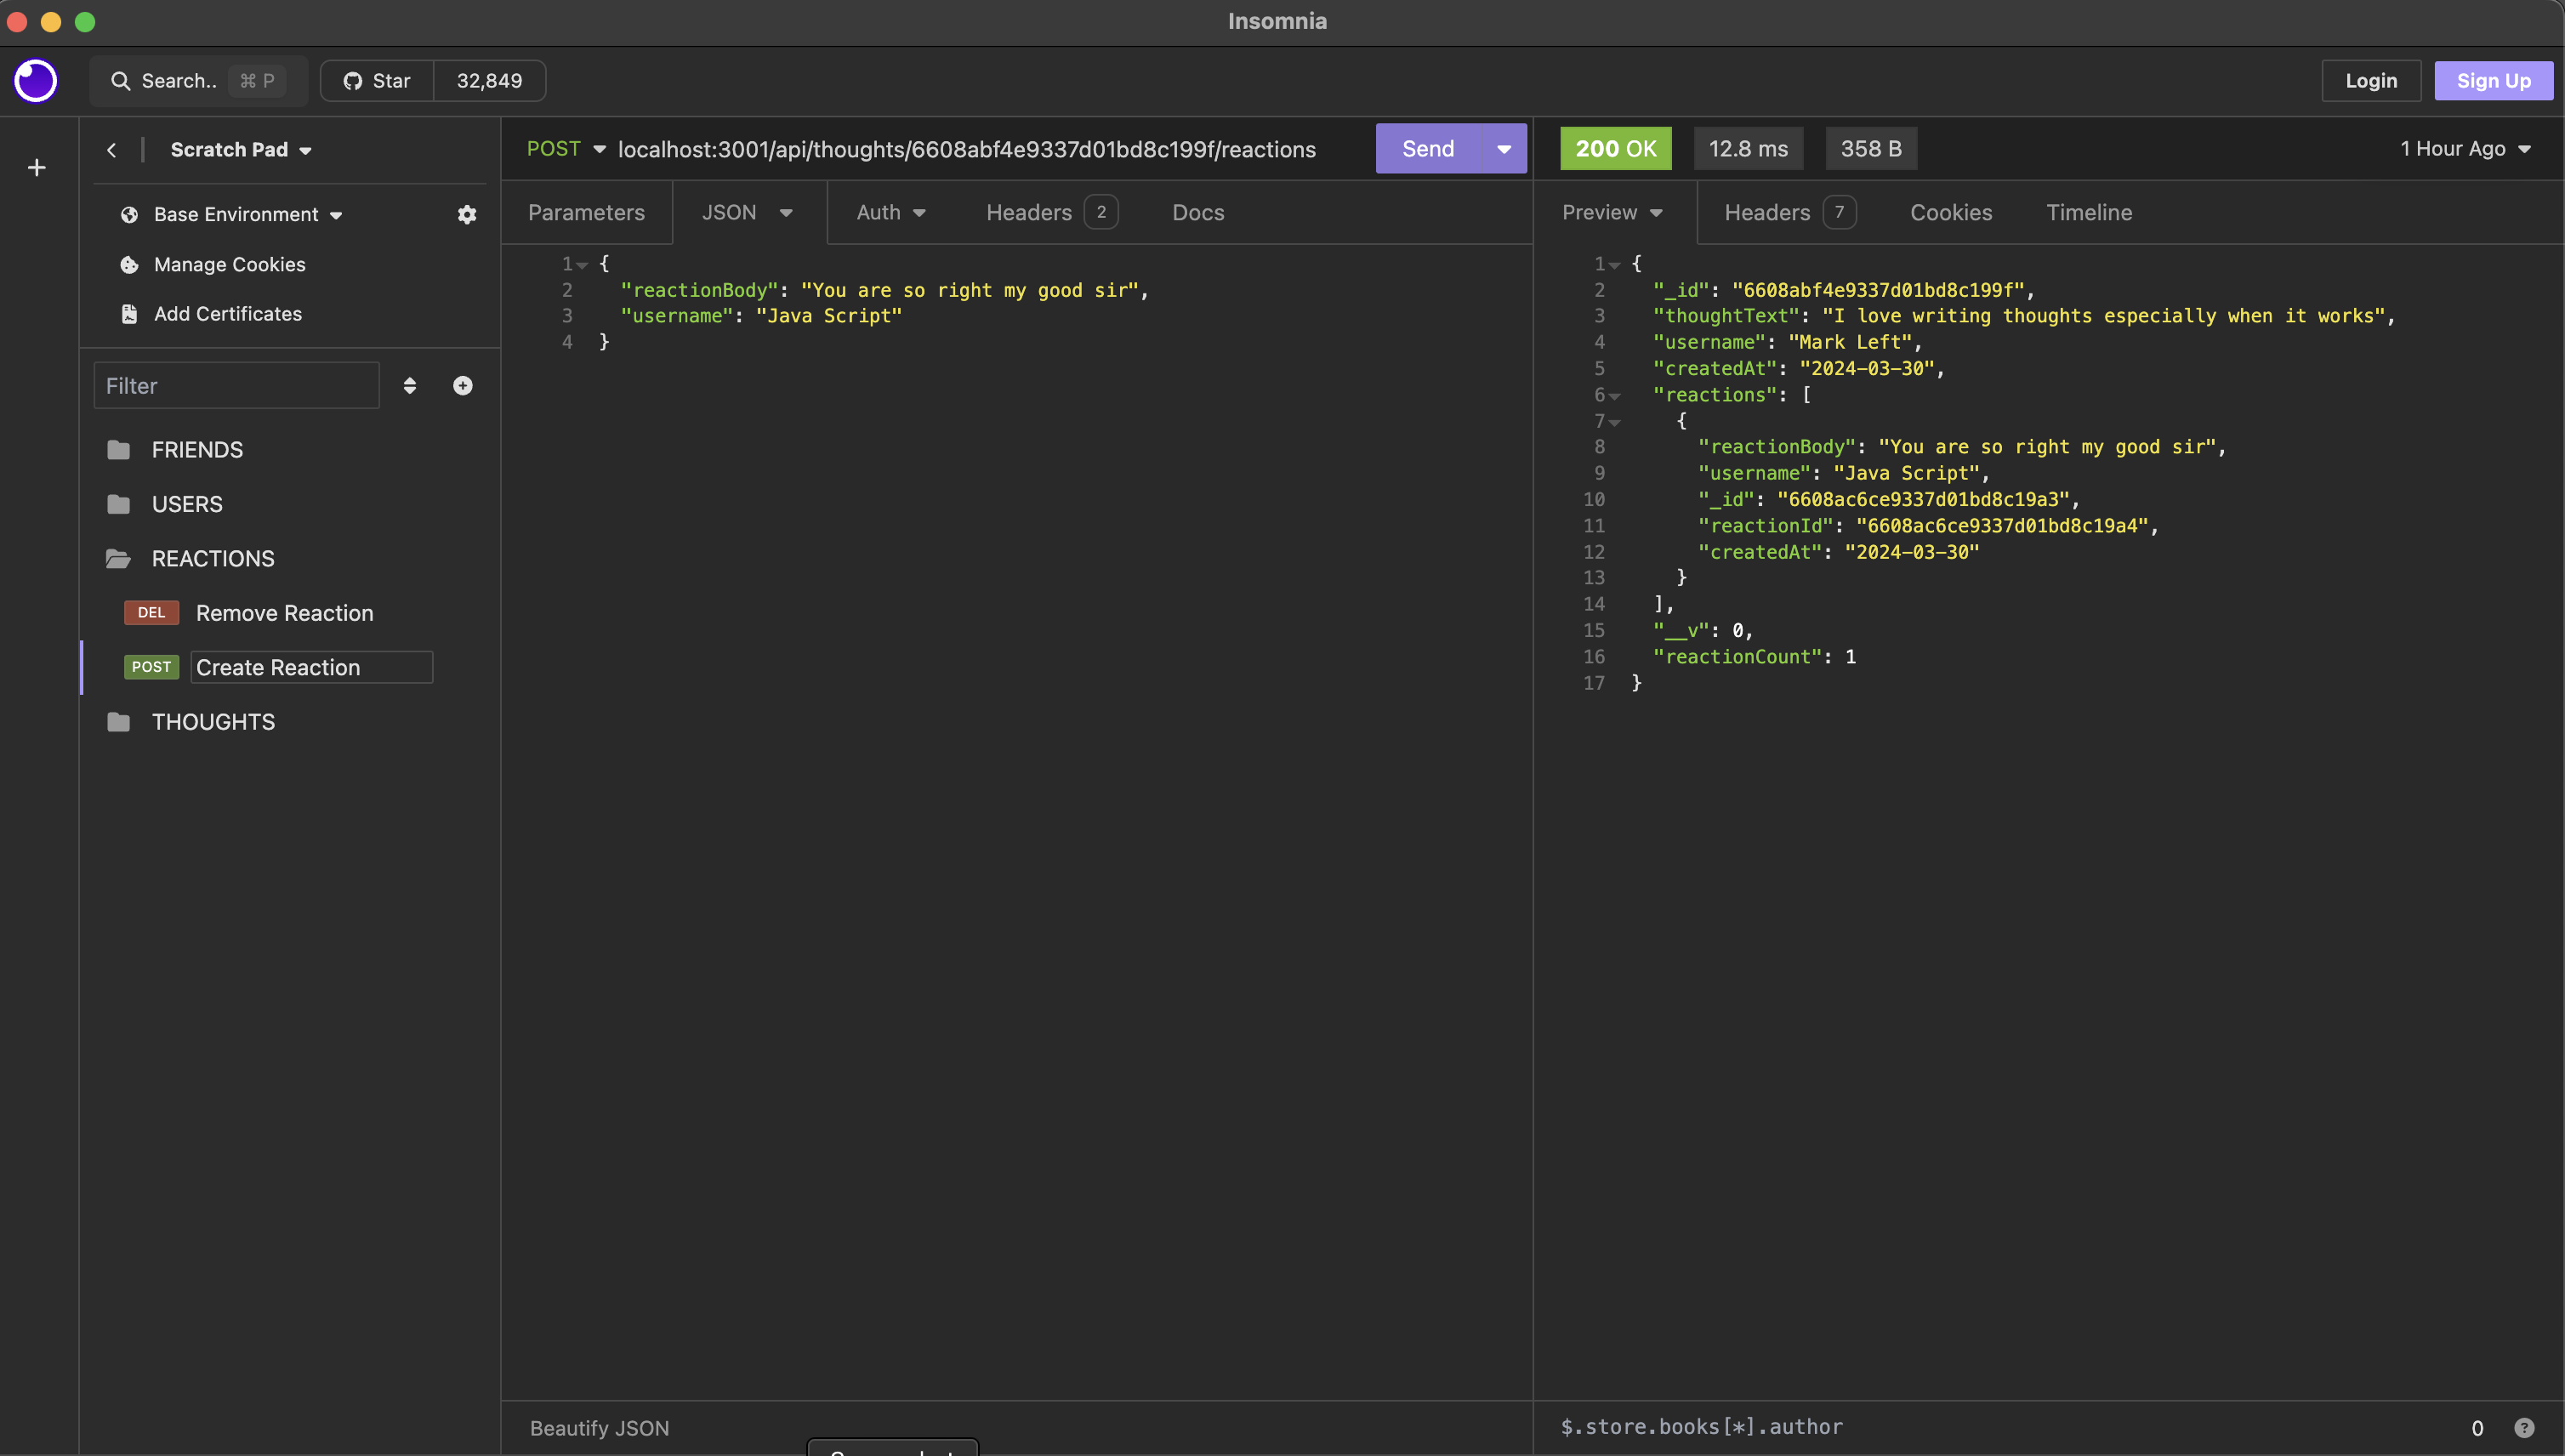 Insomnia
Search.. ⌘ P Star 32,849 Login Sign Up
Scratch Pad
Base Environment
Manage Cookies
Add Certificates
Filter
FRIENDS
USERS
REACTIONS
DEL Remove Reaction
POST Create Reaction
THOUGHTS
POST localhost:3001/api/thoughts/6608abf4e9337d01bd8c199f/reactions Send
Parameters JSON Auth Headers 2 Docs
1 {
2 "reactionBody": "You are so right my good sir",
3 "username": "Java Script"
4 }
Beautify JSON
200 OK 12.8 ms 358 B 1 Hour Ago
Preview Headers 7 Cookies Timeline
1 {
2 "_id": "6608abf4e9337d01bd8c199f",
3 "thoughtText": "I love writing thoughts especially when it works",
4 "username": "Mark Left",
5 "createdAt": "2024-03-30",
6 "reactions": [
7 {
8 "reactionBody": "You are so right my good sir",
9 "username": "Java Script",
10 "_id": "6608ac6ce9337d01bd8c19a3",
11 "reactionId": "6608ac6ce9337d01bd8c19a4",
12 "createdAt": "2024-03-30"
13 }
14 ],
15 "__v": 0,
16 "reactionCount": 1
17 }
$.store.books[*].author 0 ?